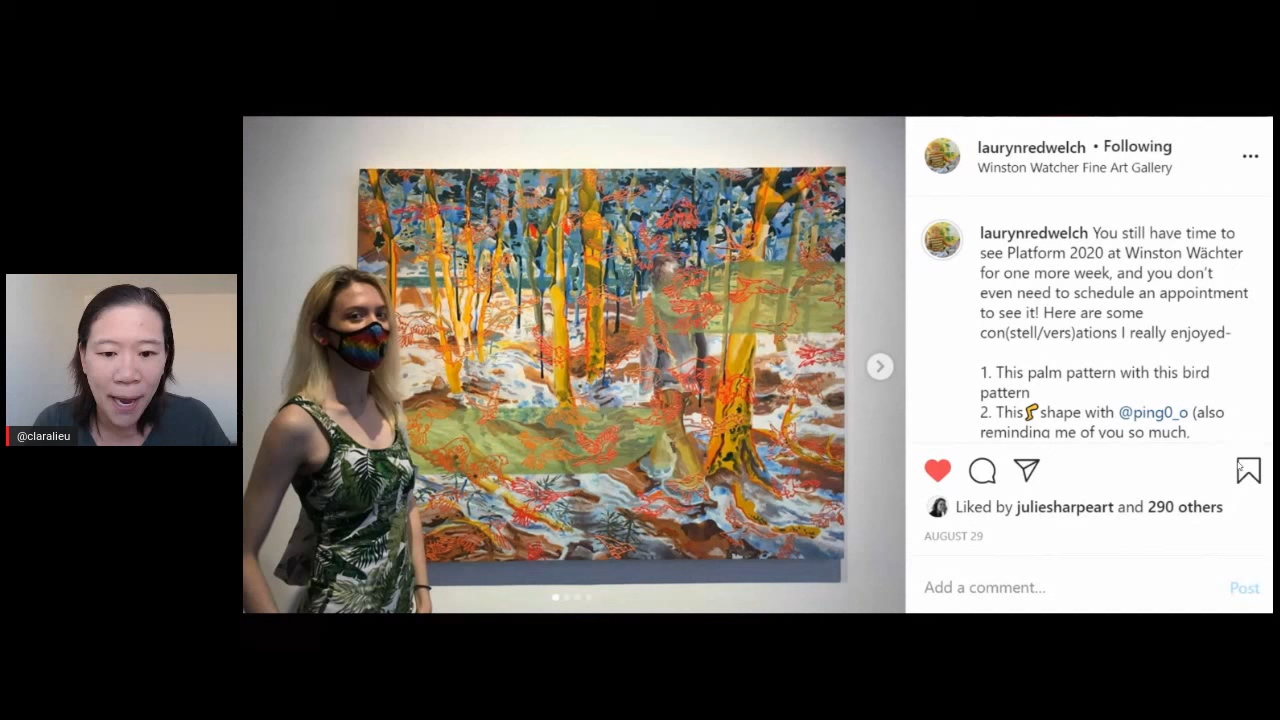 @claralieu
laurynredwelch • Following
Winston Watcher Fine Art Gallery
laurynredwelch You still have time to
see Platform 2020 at Winston Wächter
for one more week, and you don't
even need to schedule an appointment
to see it! Here are some
con(stell/vers)ations I really enjoyed-
1. This palm pattern with this bird
pattern
2. This shape with @ping0_o (also
reminding me of you so much,
Liked by juliesharpeart and 290 others
AUGUST 29
Add a comment...
Post